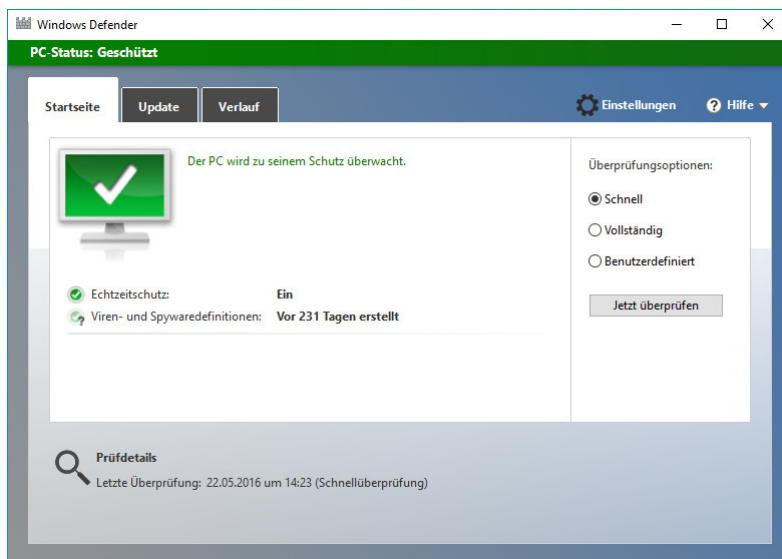 Windows Defender
PC-Status: Geschützt
Startseite Update Verlauf Einstellungen Hilfe
Der PC wird zu seinem Schutz überwacht.
Überprüfungsoptionen:
Schnell
Vollständig
Benutzerdefiniert
Jetzt überprüfen
Echtzeitschutz: Ein
Viren- und Spywaredefinitionen: Vor 231 Tagen erstellt
Prüfdetails
Letzte Überprüfung: 22.05.2016 um 14:23 (Schnellüberprüfung)